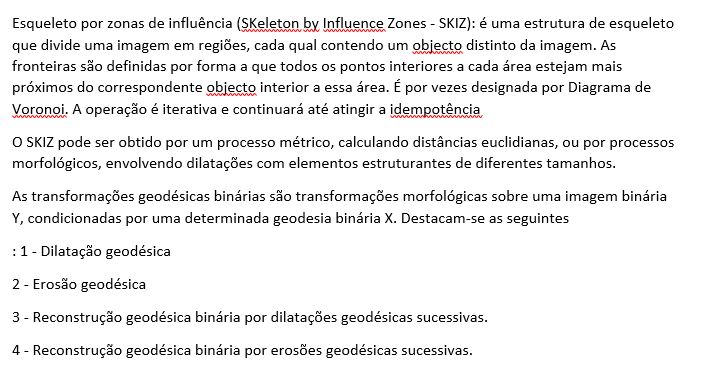 Esqueleto por zonas de influência (SKeleton by Influence Zones - SKIZ): é uma estrutura de esqueleto
que divide uma imagem em regiões, cada qual contendo um objecto distinto da imagem. As
fronteiras são definidas por forma a que todos os pontos interiores a cada área estejam mais
próximos do correspondente objecto interior a essa área. É por vezes designada por Diagrama de
Voronoi. A operação é iterativa e continuará até atingir a idempotência
O SKIZ pode ser obtido por um processo métrico, calculando distâncias euclidianas, ou por processos
morfológicos, envolvendo dilatações com elementos estruturantes de diferentes tamanhos.
As transformações geodésicas binárias são transformações morfológicas sobre uma imagem binária
Y, condicionadas por uma determinada geodesia binária X. Destacam-se as seguintes
: 1 - Dilatação geodésica
2 - Erosão geodésica
3 - Reconstrução geodésica binária por dilatações geodésicas sucessivas.
4 - Reconstrução geodésica binária por erosões geodésicas sucessivas.